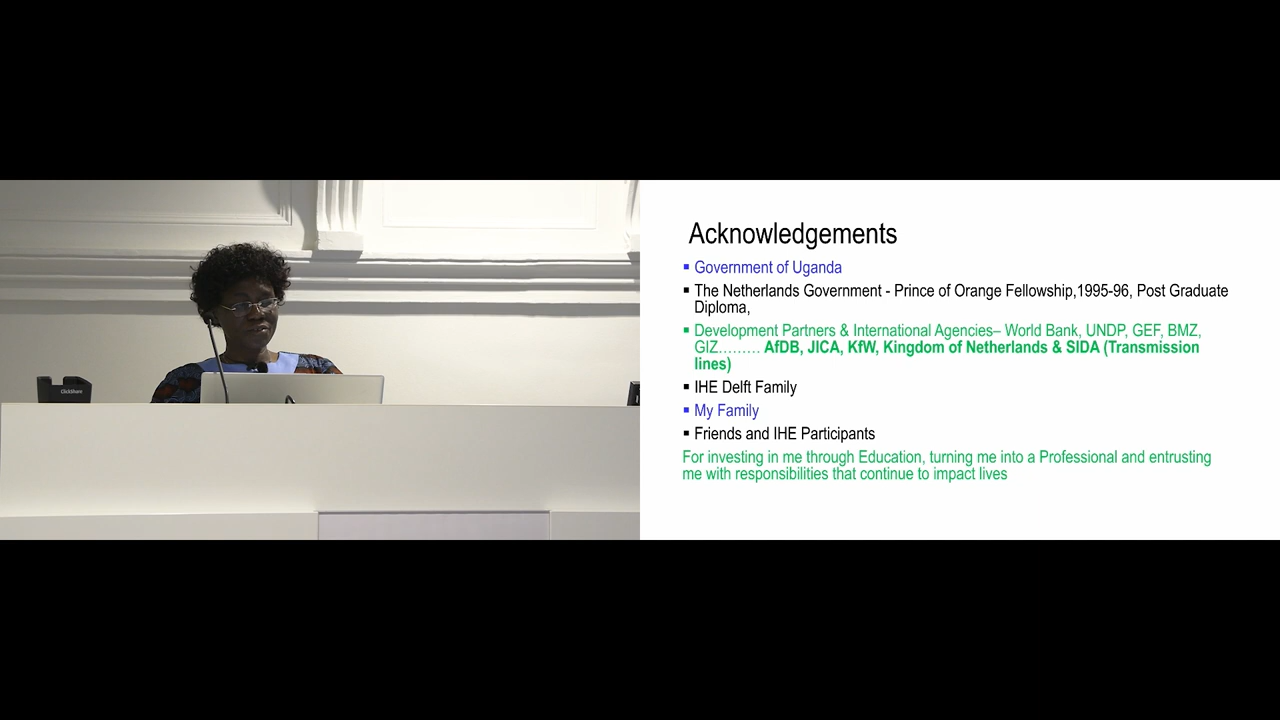 Acknowledgements
▪ Government of Uganda
▪ The Netherlands Government - Prince of Orange Fellowship,1995-96, Post Graduate
Diploma,
▪ Development Partners & International Agencies– World Bank, UNDP, GEF, BMZ,
GIZ……… AfDB, JICA, KfW, Kingdom of Netherlands & SIDA (Transmission
lines)
▪ IHE Delft Family
▪ My Family
▪ Friends and IHE Participants
For investing in me through Education, turning me into a Professional and entrusting
me with responsibilities that continue to impact lives
ClickShare